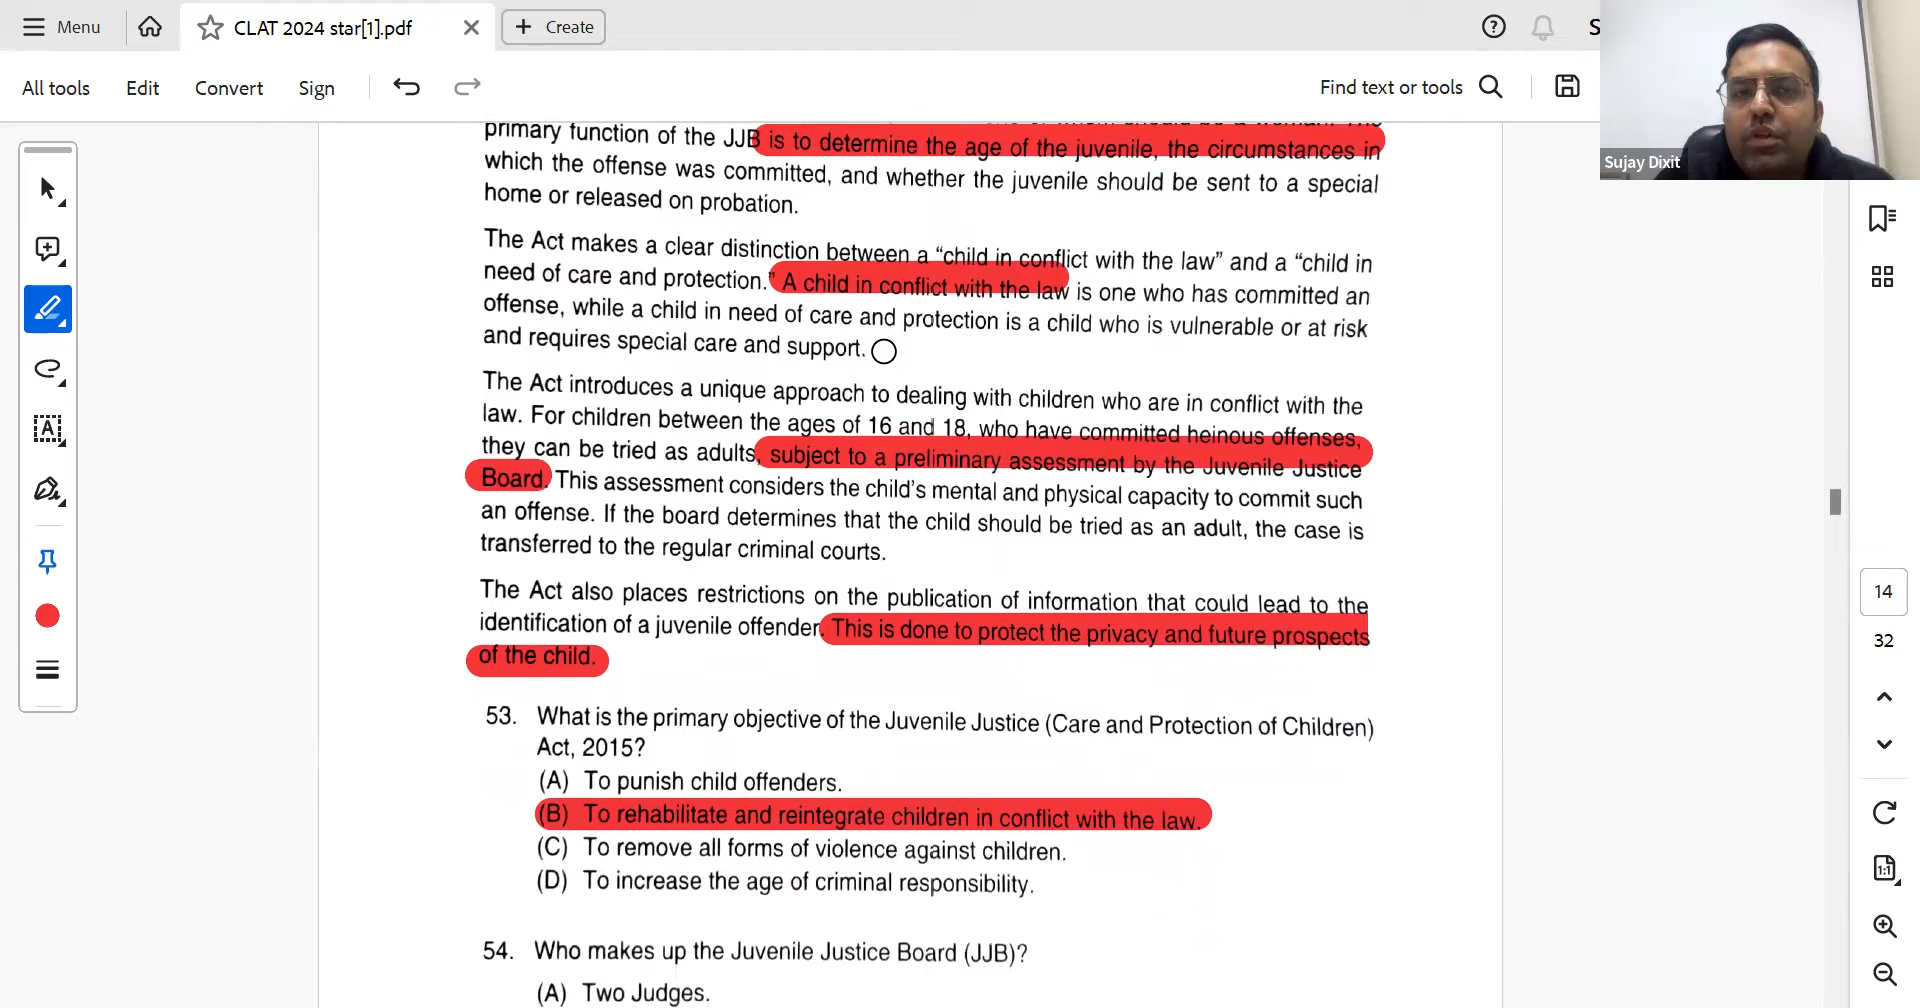 Menu
CLAT 2024 star[1].pdf
Create
S
All tools
Edit
Convert
Sign
Find text or tools
Sujay Dixit
primary function of the JJB is to determine the age of the juvenile, the circumstances in
which the offense was committed, and whether the juvenile should be sent to a special
home or released on probation.
The Act makes a clear distinction between a “child in conflict with the law” and a “child in
need of care and protection.” A child in conflict with the law is one who has committed an
offense, while a child in need of care and protection is a child who is vulnerable or at risk
and requires special care and support.
The Act introduces a unique approach to dealing with children who are in conflict with the
law. For children between the ages of 16 and 18, who have committed heinous offenses,
they can be tried as adults, subject to a preliminary assessment by the Juvenile Justice
Board. This assessment considers the child’s mental and physical capacity to commit such
an offense. If the board determines that the child should be tried as an adult, the case is
transferred to the regular criminal courts.
The Act also places restrictions on the publication of information that could lead to the
identification of a juvenile offender. This is done to protect the privacy and future prospects
of the child.
53. What is the primary objective of the Juvenile Justice (Care and Protection of Children)
Act, 2015?
(A) To punish child offenders.
(B) To rehabilitate and reintegrate children in conflict with the law.
(C) To remove all forms of violence against children.
(D) To increase the age of criminal responsibility.
54. Who makes up the Juvenile Justice Board (JJB)?
(A) Two Judges.
14
32
1:1